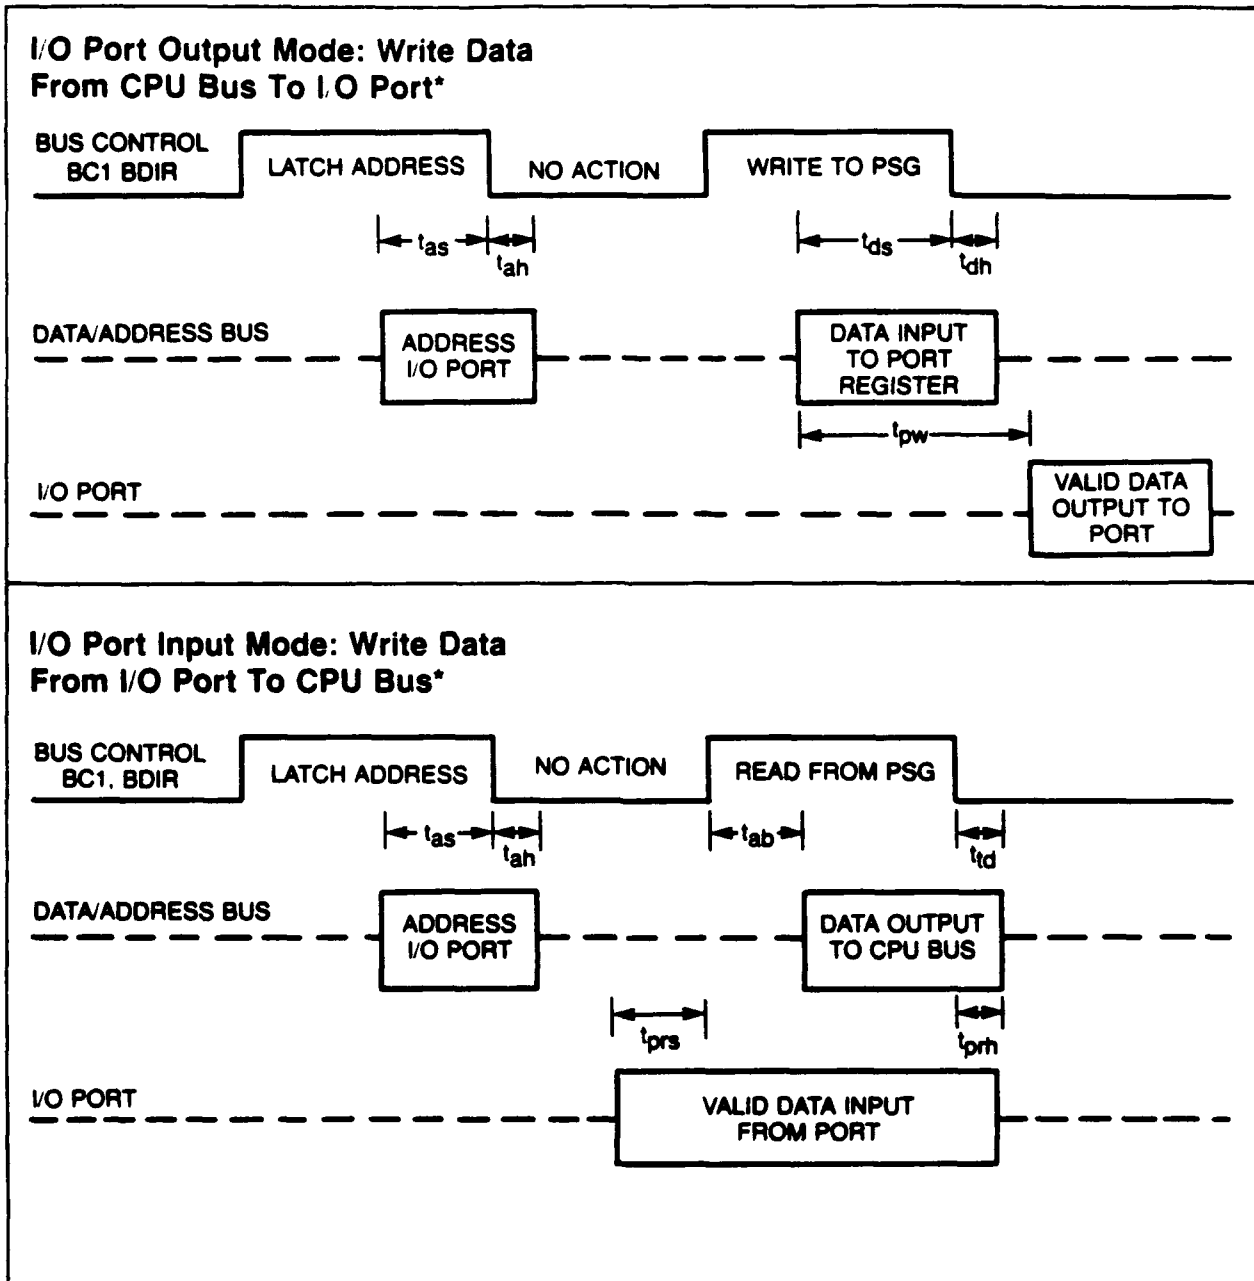 I/O Port Output Mode: Write Data
From CPU Bus To I/O Port*
BUS CONTROL
BC1 BDIR
LATCH ADDRESS
NO ACTION
WRITE TO PSG
tas
tah
tds
tdh
DATA/ADDRESS BUS
ADDRESS
I/O PORT
DATA INPUT
TO PORT
REGISTER
tpw
I/O PORT
VALID DATA
OUTPUT TO
PORT
I/O Port Input Mode: Write Data
From I/O Port To CPU Bus*
BUS CONTROL
BC1, BDIR
LATCH ADDRESS
NO ACTION
READ FROM PSG
tas
tah
tab
ttd
DATA/ADDRESS BUS
ADDRESS
I/O PORT
DATA OUTPUT
TO CPU BUS
tprs
tprh
I/O PORT
VALID DATA INPUT
FROM PORT